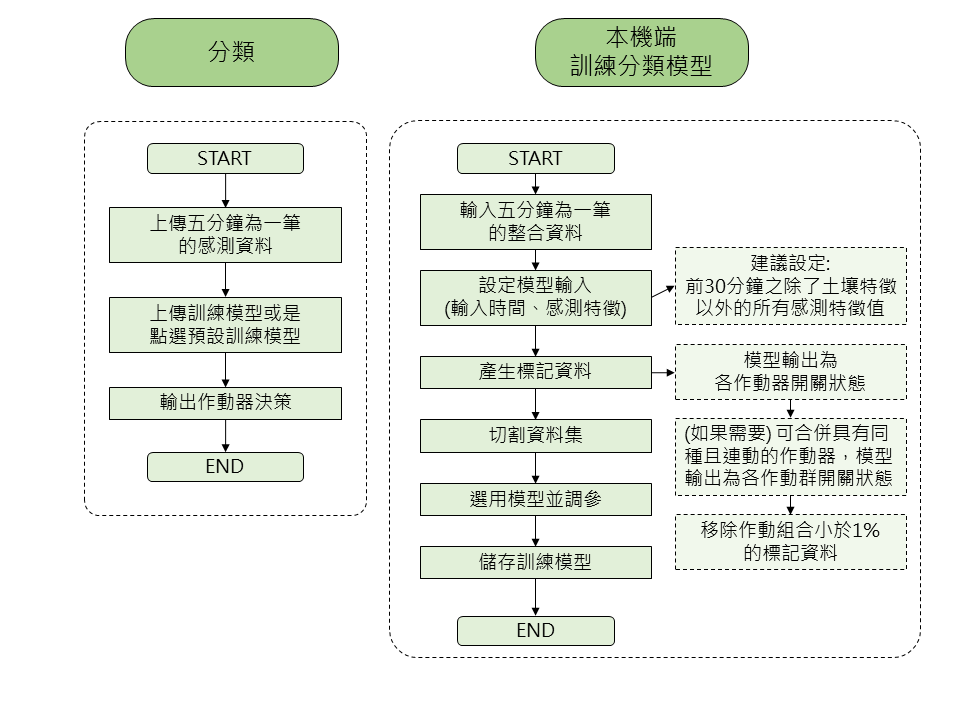 分類
START
上傳五分鐘為一筆
的感測資料
上傳訓練模型或是
點選預設訓練模型
輸出作動器決策
END
本機端
訓練分類模型
START
輸入五分鐘為一筆
的整合資料
設定模型輸入
(輸入時間、感測特徵)
建議設定:
前30分鐘之除了土壤特徵
以外的所有感測特徵值
產生標記資料
模型輸出為
各作動器開關狀態
(如果需要) 可合併具有同
種且連動的作動器，模型
輸出為各作動群開關狀態
移除作動組合小於1%
的標記資料
切割資料集
選用模型並調參
儲存訓練模型
END